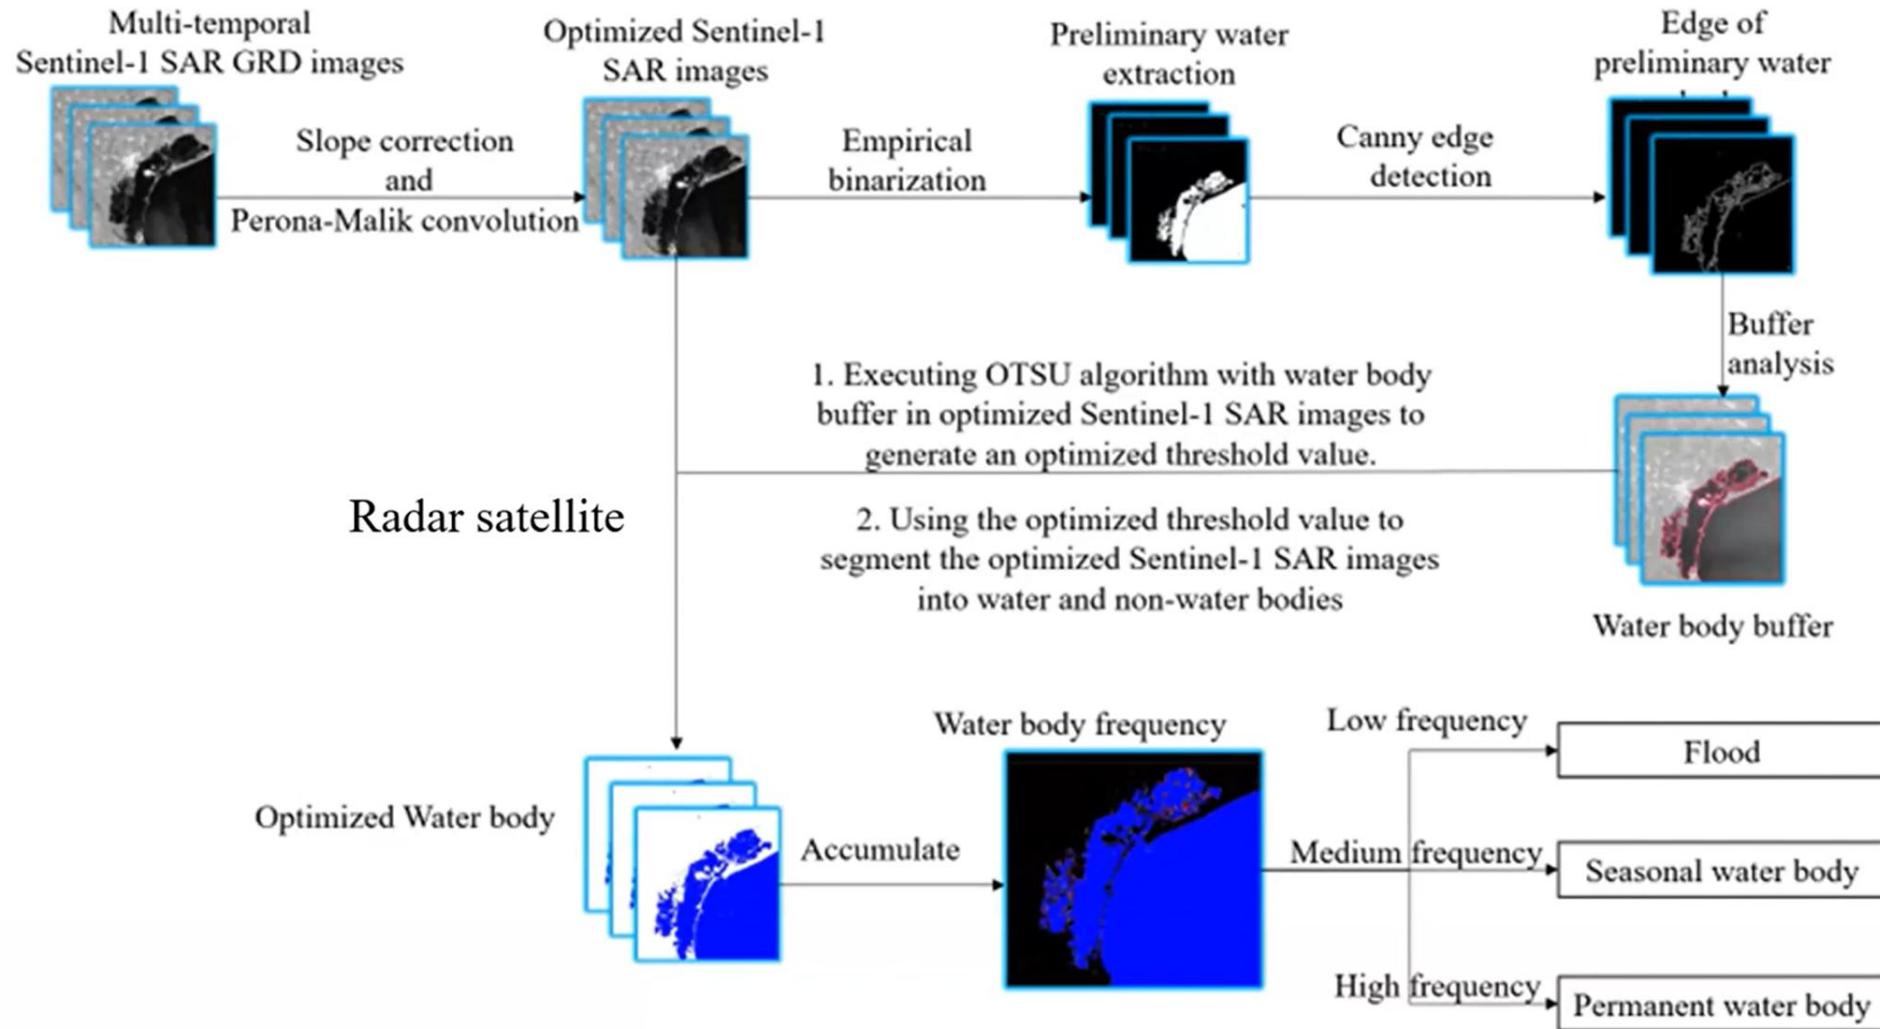 Multi-temporal
Sentinel-1 SAR GRD images
Optimized Sentinel-1
SAR images
Preliminary water
extraction
Edge of
preliminary water
Slope correction
and
Perona-Malik convolution
Empirical
binarization
Canny edge
detection
Buffer
analysis
1. Executing OTSU algorithm with water body
buffer in optimized Sentinel-1 SAR images to
generate an optimized threshold value.
Radar satellite
2. Using the optimized threshold value to
segment the optimized Sentinel-1 SAR images
into water and non-water bodies
Water body buffer
Optimized Water body
Accumulate
Water body frequency
Low frequency
Flood
Medium frequency
Seasonal water body
High frequency
Permanent water body